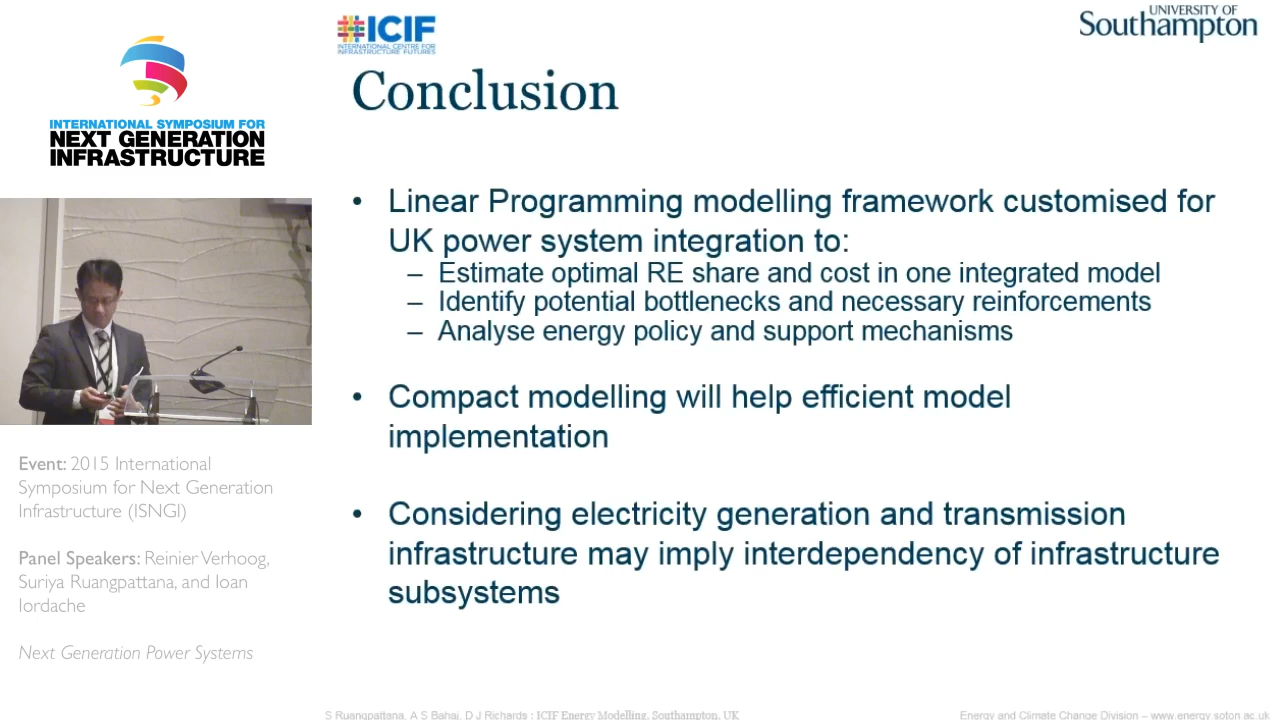 ICIF
INTERNATIONAL CENTRE FOR
INFRASTRUCTURE FUTURES
UNIVERSITY OF
Southampton
INTERNATIONAL SYMPOSIUM FOR
NEXT GENERATION
INFRASTRUCTURE
Conclusion
• Linear Programming modelling framework customised for
UK power system integration to:
– Estimate optimal RE share and cost in one integrated model
– Identify potential bottlenecks and necessary reinforcements
– Analyse energy policy and support mechanisms
• Compact modelling will help efficient model
implementation
• Considering electricity generation and transmission
infrastructure may imply interdependency of infrastructure
subsystems
Event: 2015 International
Symposium for Next Generation
Infrastructure (ISNGI)
Panel Speakers: Reinier Verhoog,
Suriya Ruangpattana, and Ioan
Iordache
Next Generation Power Systems
S Ruangpattana, A S Bahaj, D J Richards : ICIF Energy Modelling, Southampton, UK
Energy and Climate Change Division – www.energy.soton.ac.uk